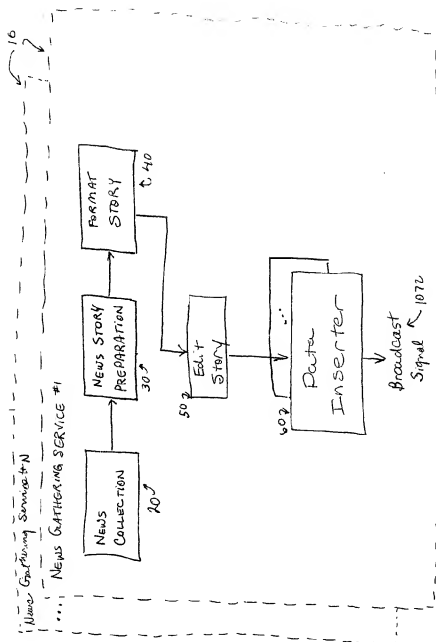 News Gathering Service # N
16
NEWS GATHERING SERVICE #1
NEWS
COLLECTION
20
NEWS STORY
PREPARATION
30
FORMAT
STORY
40
Edit
Story
50
Data
Inserter
60
Broadcast
Signal
1072